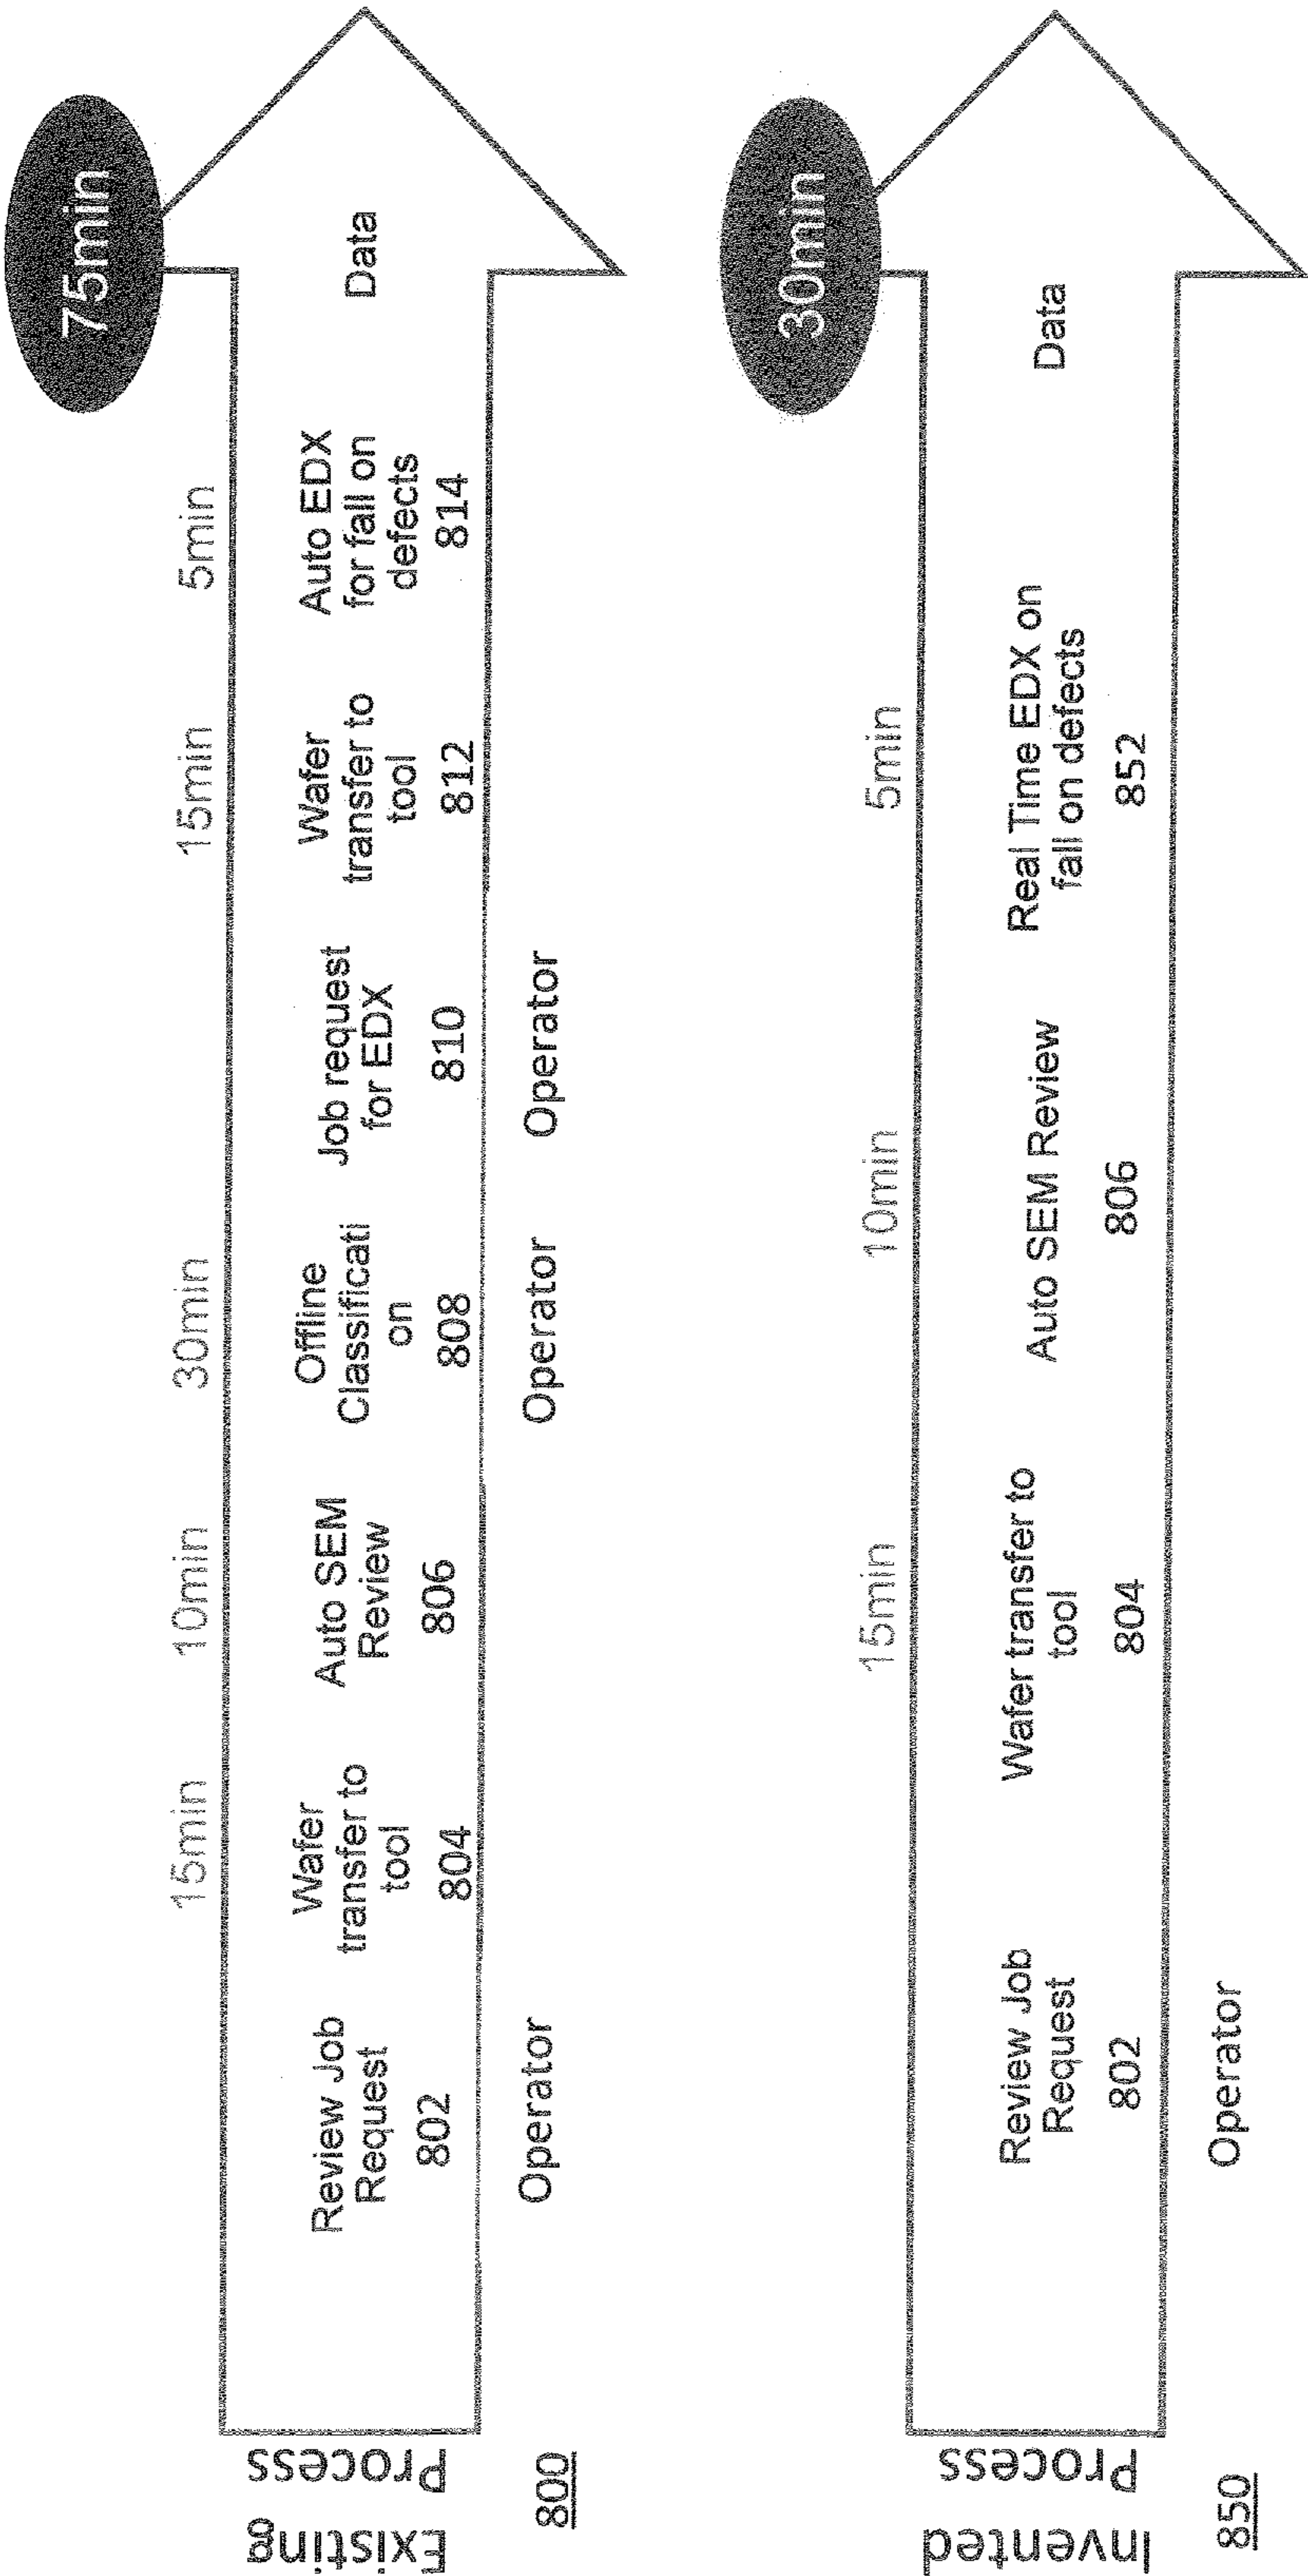 Existing
Process
800
75min
15min
10min
30min
15min
5min
Review Job
Request
802
Wafer
transfer to
tool
804
Auto SEM
Review
806
Offline
Classificati
on
808
Job request
for EDX
810
Wafer
transfer to
tool
812
Auto EDX
for fall on
defects
814
Data
Operator
Operator
Operator
Invented
Process
850
30min
15min
10min
5min
Review Job
Request
802
Wafer transfer to
tool
804
Auto SEM Review
806
Real Time EDX on
fall on defects
852
Data
Operator